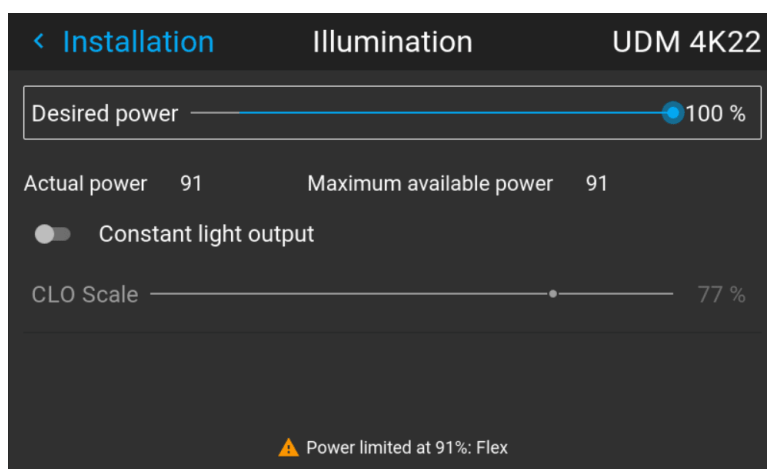 Installation Illumination UDM 4K22
Desired power 100 %
Actual power 91 Maximum available power 91
Constant light output
CLO Scale 77 %
Power limited at 91%: Flex